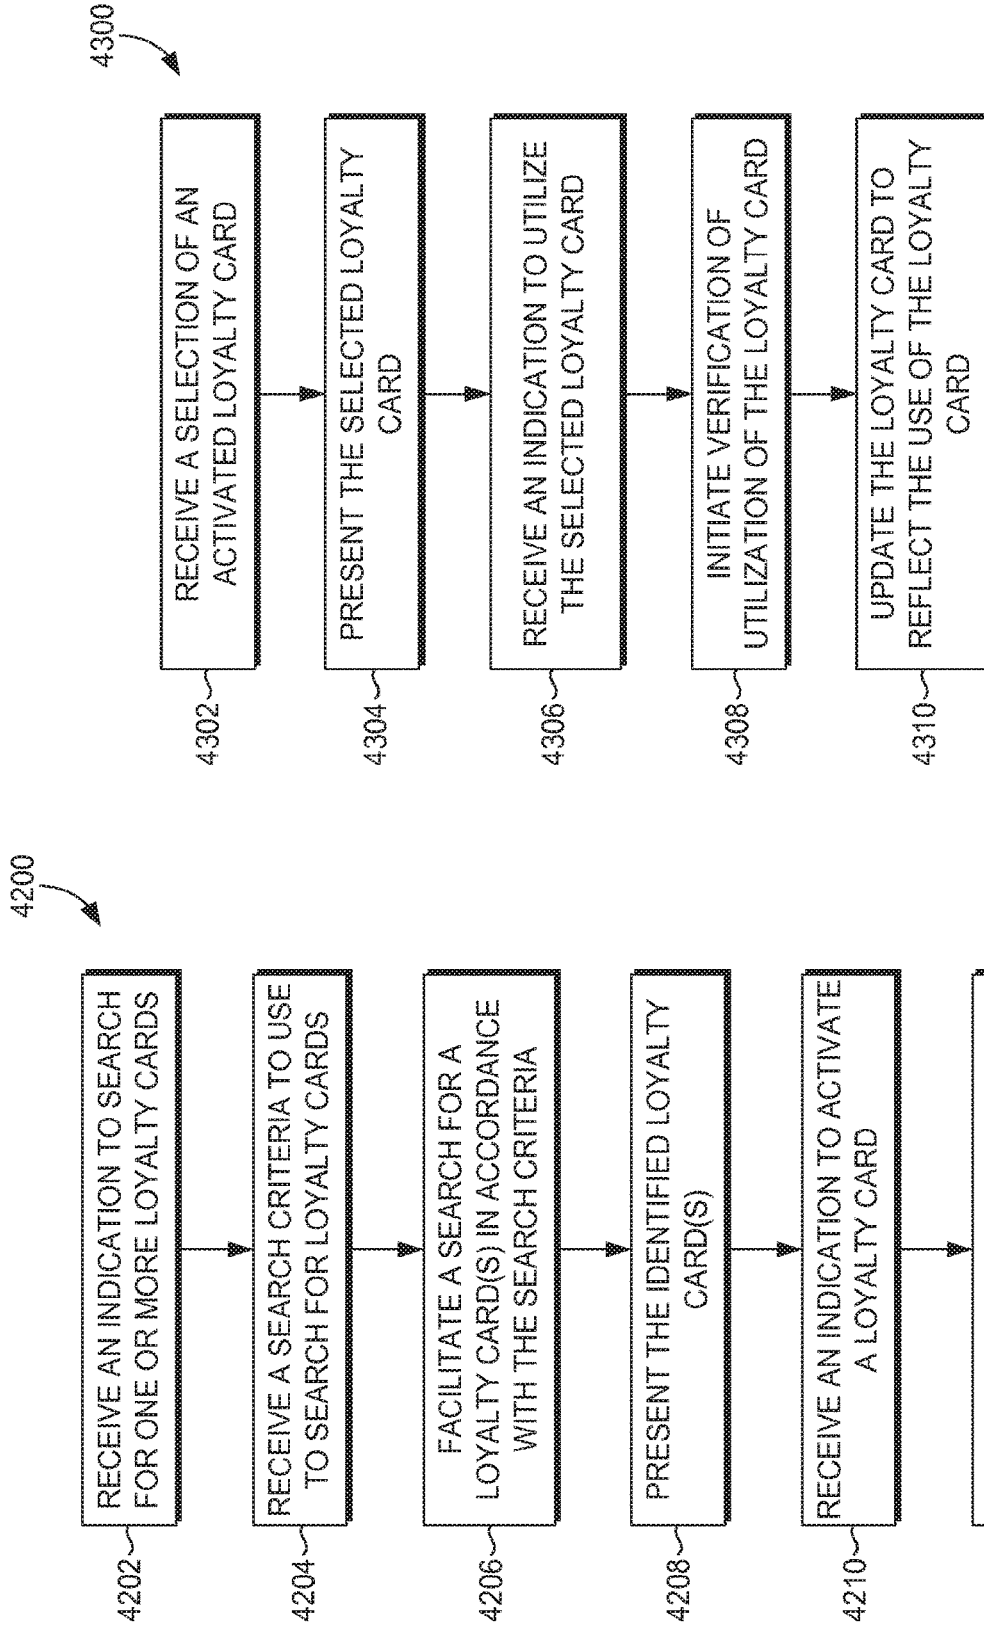 4200
4202
RECEIVE AN INDICATION TO SEARCH
FOR ONE OR MORE LOYALTY CARDS
4204
RECEIVE A SEARCH CRITERIA TO USE
TO SEARCH FOR LOYALTY CARDS
4206
FACILITATE A SEARCH FOR A
LOYALTY CARD(S) IN ACCORDANCE
WITH THE SEARCH CRITERIA
4208
PRESENT THE IDENTIFIED LOYALTY
CARD(S)
4210
RECEIVE AN INDICATION TO ACTIVATE
A LOYALTY CARD
4300
4302
RECEIVE A SELECTION OF AN
ACTIVATED LOYALTY CARD
4304
PRESENT THE SELECTED LOYALTY
CARD
4306
RECEIVE AN INDICATION TO UTILIZE
THE SELECTED LOYALTY CARD
4308
INITIATE VERIFICATION OF
UTILIZATION OF THE LOYALTY CARD
4310
UPDATE THE LOYALTY CARD TO
REFLECT THE USE OF THE LOYALTY
CARD